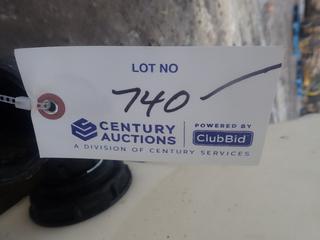 LOT NO
740
CENTURY
AUCTIONS
POWERED BY
ClubBid
A DIVISION OF CENTURY SERVICES